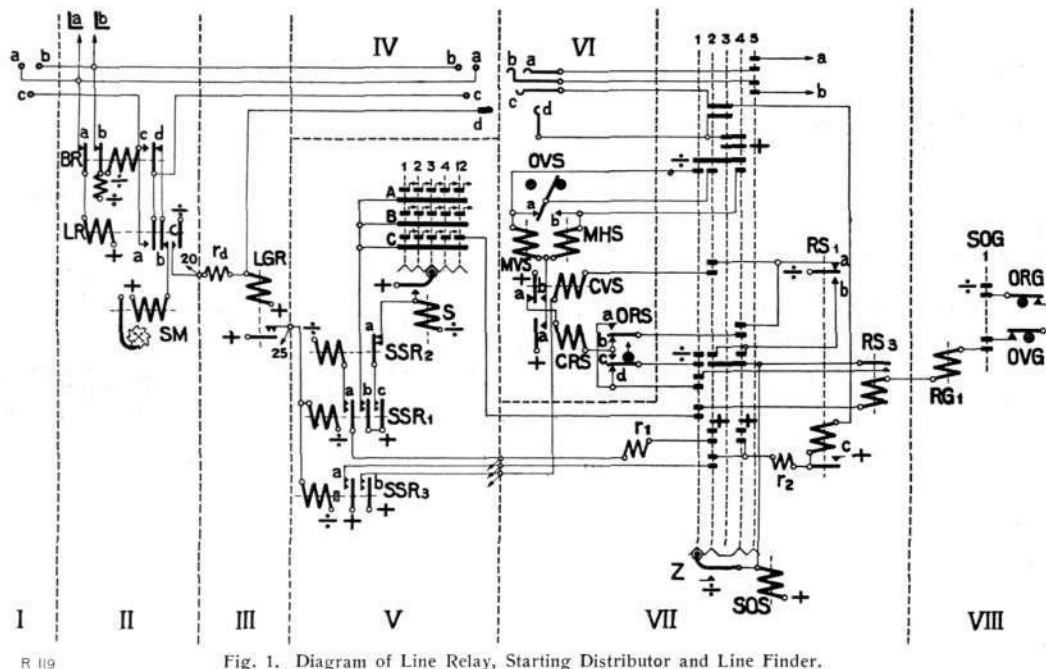 La Lb
IV
VI
a b
b a
b a
1 2 3 4 5
a
c
c
c
d
d
b
a b c d
BR
÷
÷
1 2 3 4 12
OVS
÷
+
A
B
C
a
b
MHS
LR
+
a b
c
÷
20
rd
LGR
MVS
RS1
a
b
÷
SOG
1
÷
ORG
+
CVS
a
b
ORS
a
b
c
d
CRS
S
÷
+
SM
+
25
÷
a
SSR2
RS3
OVG
RG1
a b c
SSR1
÷
+
r1
+
+
c
+
r2
a
b
SSR3
÷
+
+
Z
÷
SOS
+
I
II
III
V
VII
VIII
R 119
Fig. 1. Diagram of Line Relay, Starting Distributor and Line Finder.